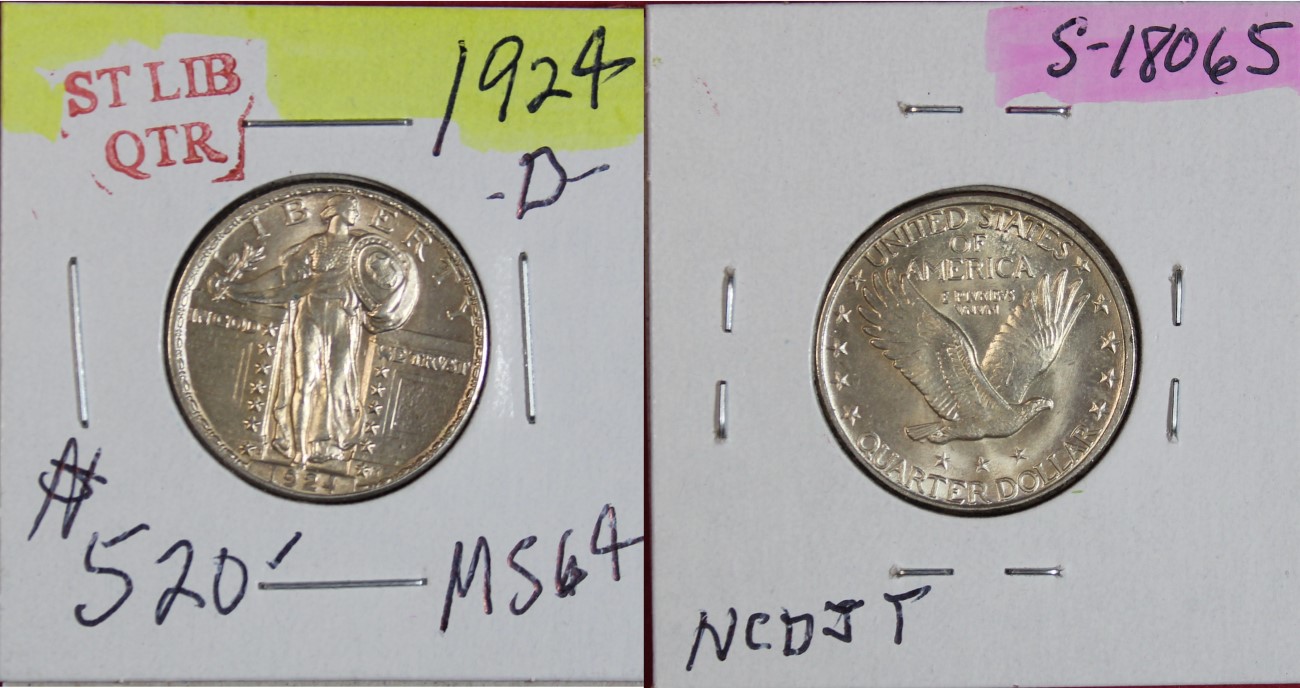 ST LIB
QTR
1924
-D-
LIBERTY
IN GOD WE TRUST
1924
520
MS64
S-18065
UNITED STATES
OF
AMERICA
E PLURIBUS
UNUM
QUARTER DOLLAR
NCDJT